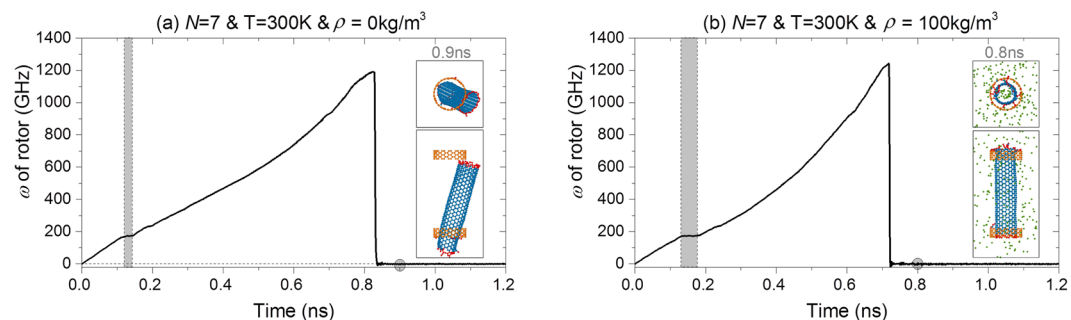 (a) N=7 & T=300K & ρ = 0kg/m³
1400
1200
1000
800
600
400
200
0
ω of rotor (GHz)
0.9ns
0.0 0.2 0.4 0.6 0.8 1.0 1.2
Time (ns)
(b) N=7 & T=300K & ρ = 100kg/m³
1400
1200
1000
800
600
400
200
0
ω of rotor (GHz)
0.8ns
0.0 0.2 0.4 0.6 0.8 1.0 1.2
Time (ns)